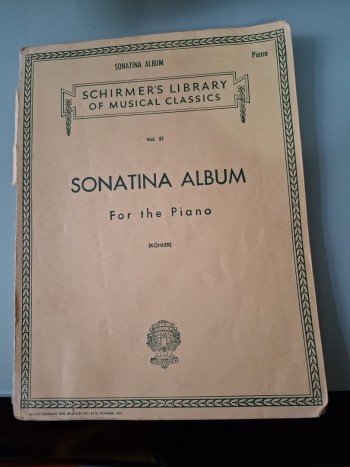 SONATINA ALBUM
Piano
SCHIRMER'S LIBRARY
OF MUSICAL CLASSICS
Vol. 51
SONATINA ALBUM
For the Piano
(KÖHLER)